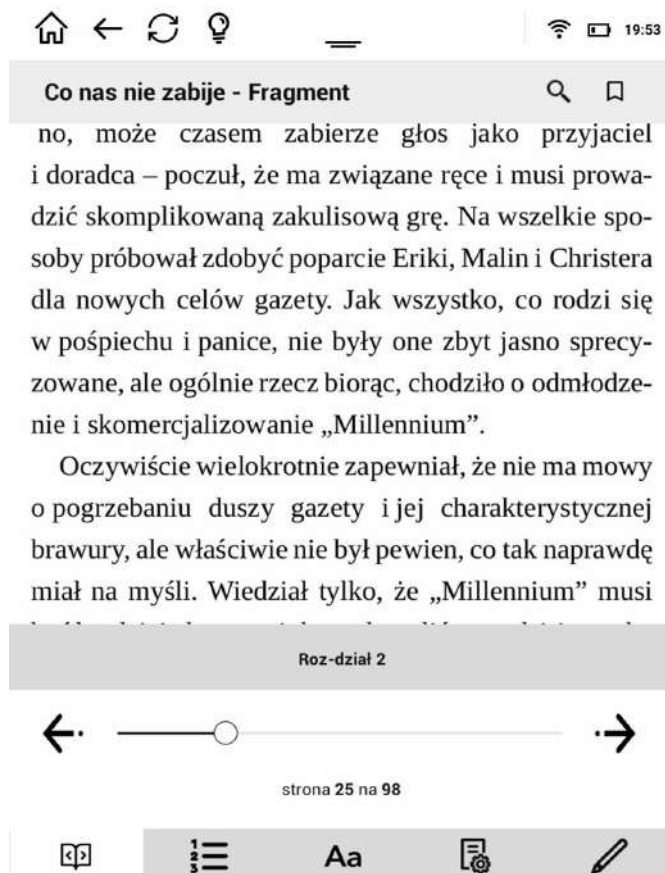 19:53
Co nas nie zabije - Fragment
no, może czasem zabierze głos jako przyjaciel
i doradca – poczuł, że ma związane ręce i musi prowa-
dzić skomplikowaną zakulisową grę. Na wszelkie spo-
soby próbował zdobyć poparcie Eriki, Malin i Christera
dla nowych celów gazety. Jak wszystko, co rodzi się
w pośpiechu i panice, nie były one zbyt jasno sprecy-
zowane, ale ogólnie rzecz biorąc, chodziło o odmłodze-
nie i skomercjalizowanie „Millennium”.
Oczywiście wielokrotnie zapewniał, że nie ma mowy
o pogrzebaniu duszy gazety i jej charakterystycznej
brawury, ale właściwie nie był pewien, co tak naprawdę
miał na myśli. Wiedział tylko, że „Millennium” musi
Roz-dział 2
strona 25 na 98
1
2
3
Aa